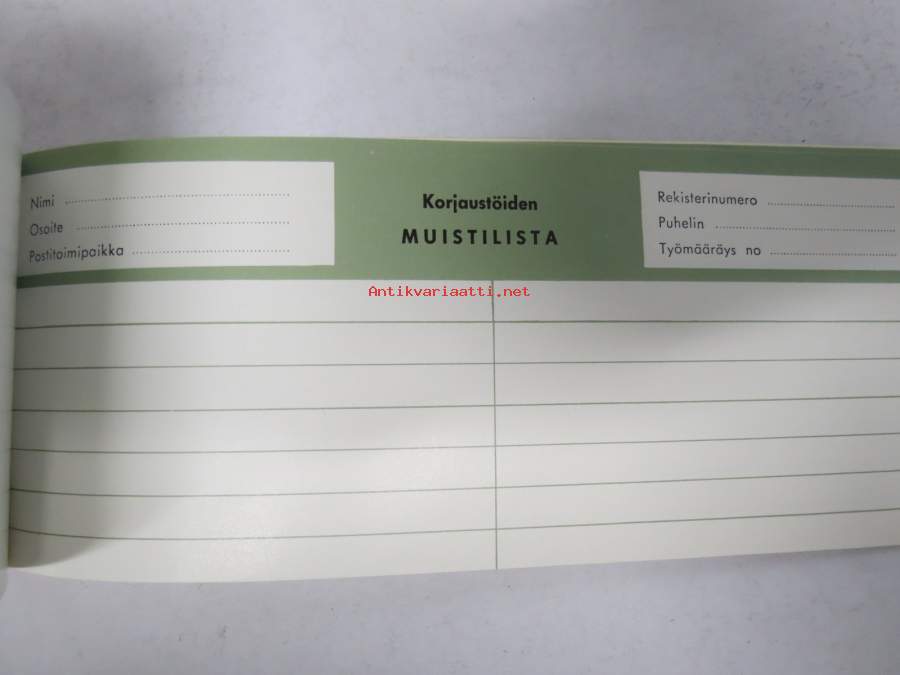 Nimi
Osoite
Postitoimipaikka
Korjaustöiden
MUISTILISTA
Rekisterinumero
Puhelin
Työmääräys no
Antikvariaatti.net